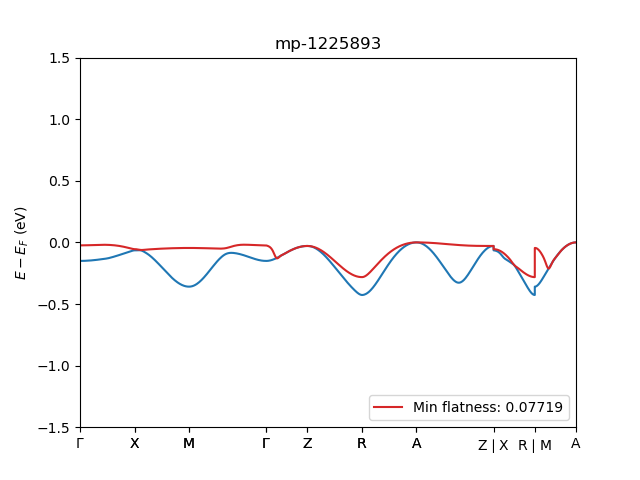 mp-1225893
E − E_F (eV)
1.5
1.0
0.5
0.0
−0.5
−1.0
−1.5
Min flatness: 0.07719
Γ X M Γ Z R A Z | X R | M A